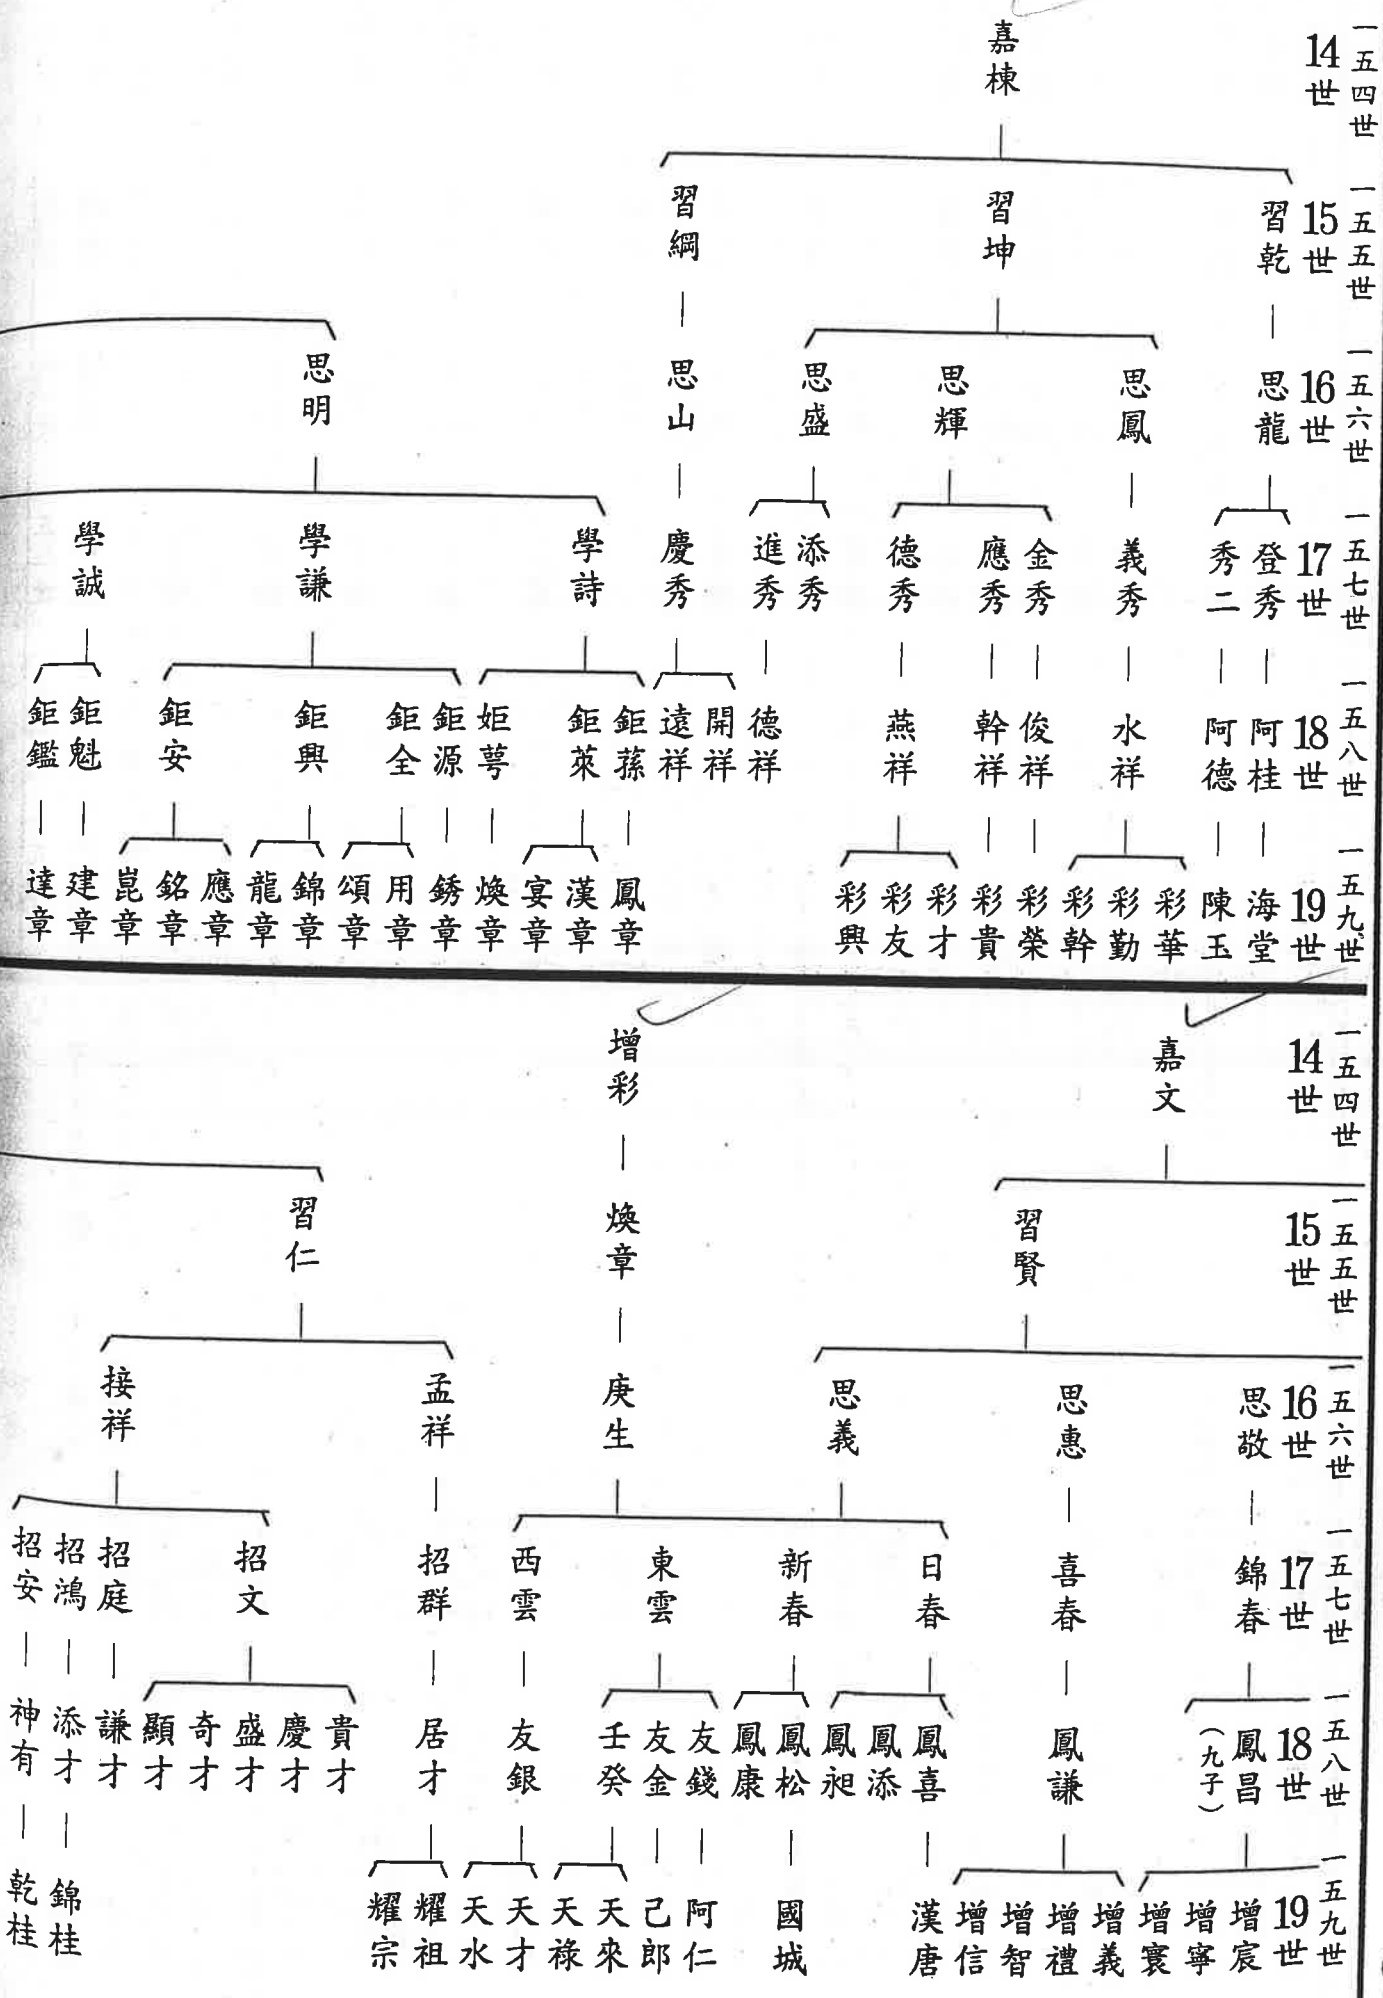 一五四世
14世
嘉棟
一五五世
15世
習乾
習坤
習綱
一五六世
16世
思龍
思鳳
思輝
思盛
思山
思明
一五七世
17世
登秀
秀二
義秀
金秀
應秀
德秀
添秀
進秀
慶秀
學詩
學謙
學誠
一五八世
18世
阿桂
阿德
水祥
俊祥
幹祥
燕祥
德祥
開祥
遠祥
鉅蓀
鉅萊
姖萼
鉅源
鉅全
鉅興
鉅安
鉅魁
鉅鑑
一五九世
19世
海堂
陳玉
彩華
彩勤
彩幹
彩榮
彩貴
彩才
彩友
彩興
鳳章
漢章
宴章
煥章
銹章
用章
頌章
錦章
龍章
應章
銘章
崑章
建章
達章
一五四世
14世
嘉文
增彩
一五五世
15世
習賢
煥章
習仁
一五六世
16世
思敬
思惠
思義
庚生
孟祥
接祥
一五七世
17世
錦春
喜春
日春
新春
東雲
西雲
招群
招文
招庭
招鴻
招安
一五八世
18世
鳳昌
(九子)
鳳謙
鳳喜
鳳添
鳳昶
鳳松
鳳康
友錢
友金
壬癸
友銀
居才
貴才
慶才
盛才
奇才
顯才
謙才
添才
神有
一五九世
19世
增宸
增寧
增寰
增義
增禮
增智
增信
漢唐
國城
阿仁
己郎
天來
天祿
天才
天水
耀祖
耀宗
錦桂
乾桂